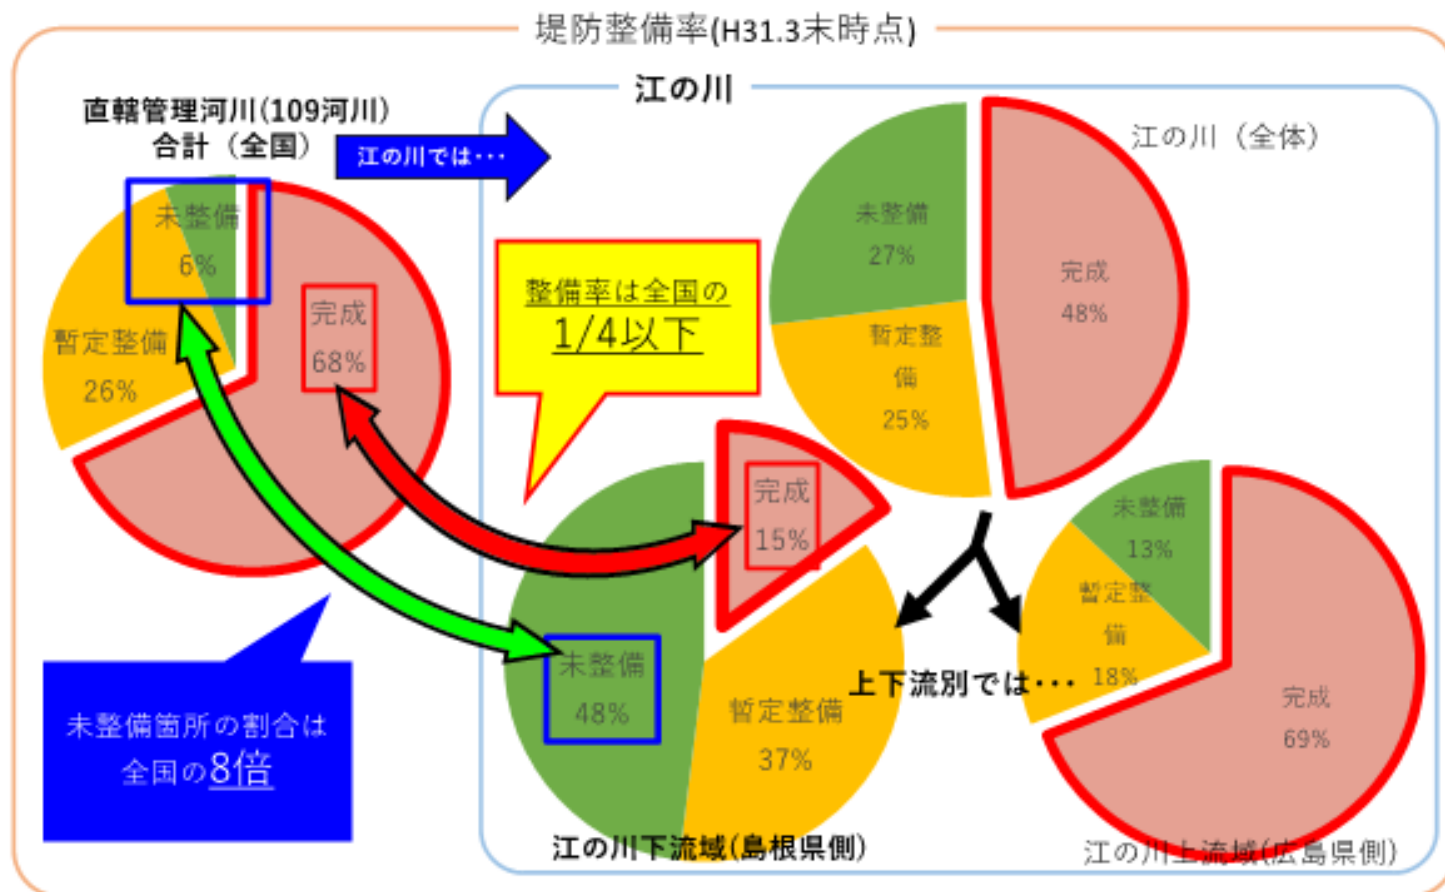 堤防整備率(H31.3末時点)
江の川
直轄管理河川(109河川)
合計（全国）
江の川では･･･
江の川（全体）
未整備
6%
暫定整備
26%
完成
68%
整備率は全国の
1/4以下
未整備
27%
暫定整
備
25%
完成
48%
完成
15%
未整備
48%
暫定整備
37%
上下流別では･･･
未整備
13%
暫定整
備
18%
完成
69%
未整備箇所の割合は
全国の8倍
江の川下流域(島根県側)
江の川上流域(広島県側)